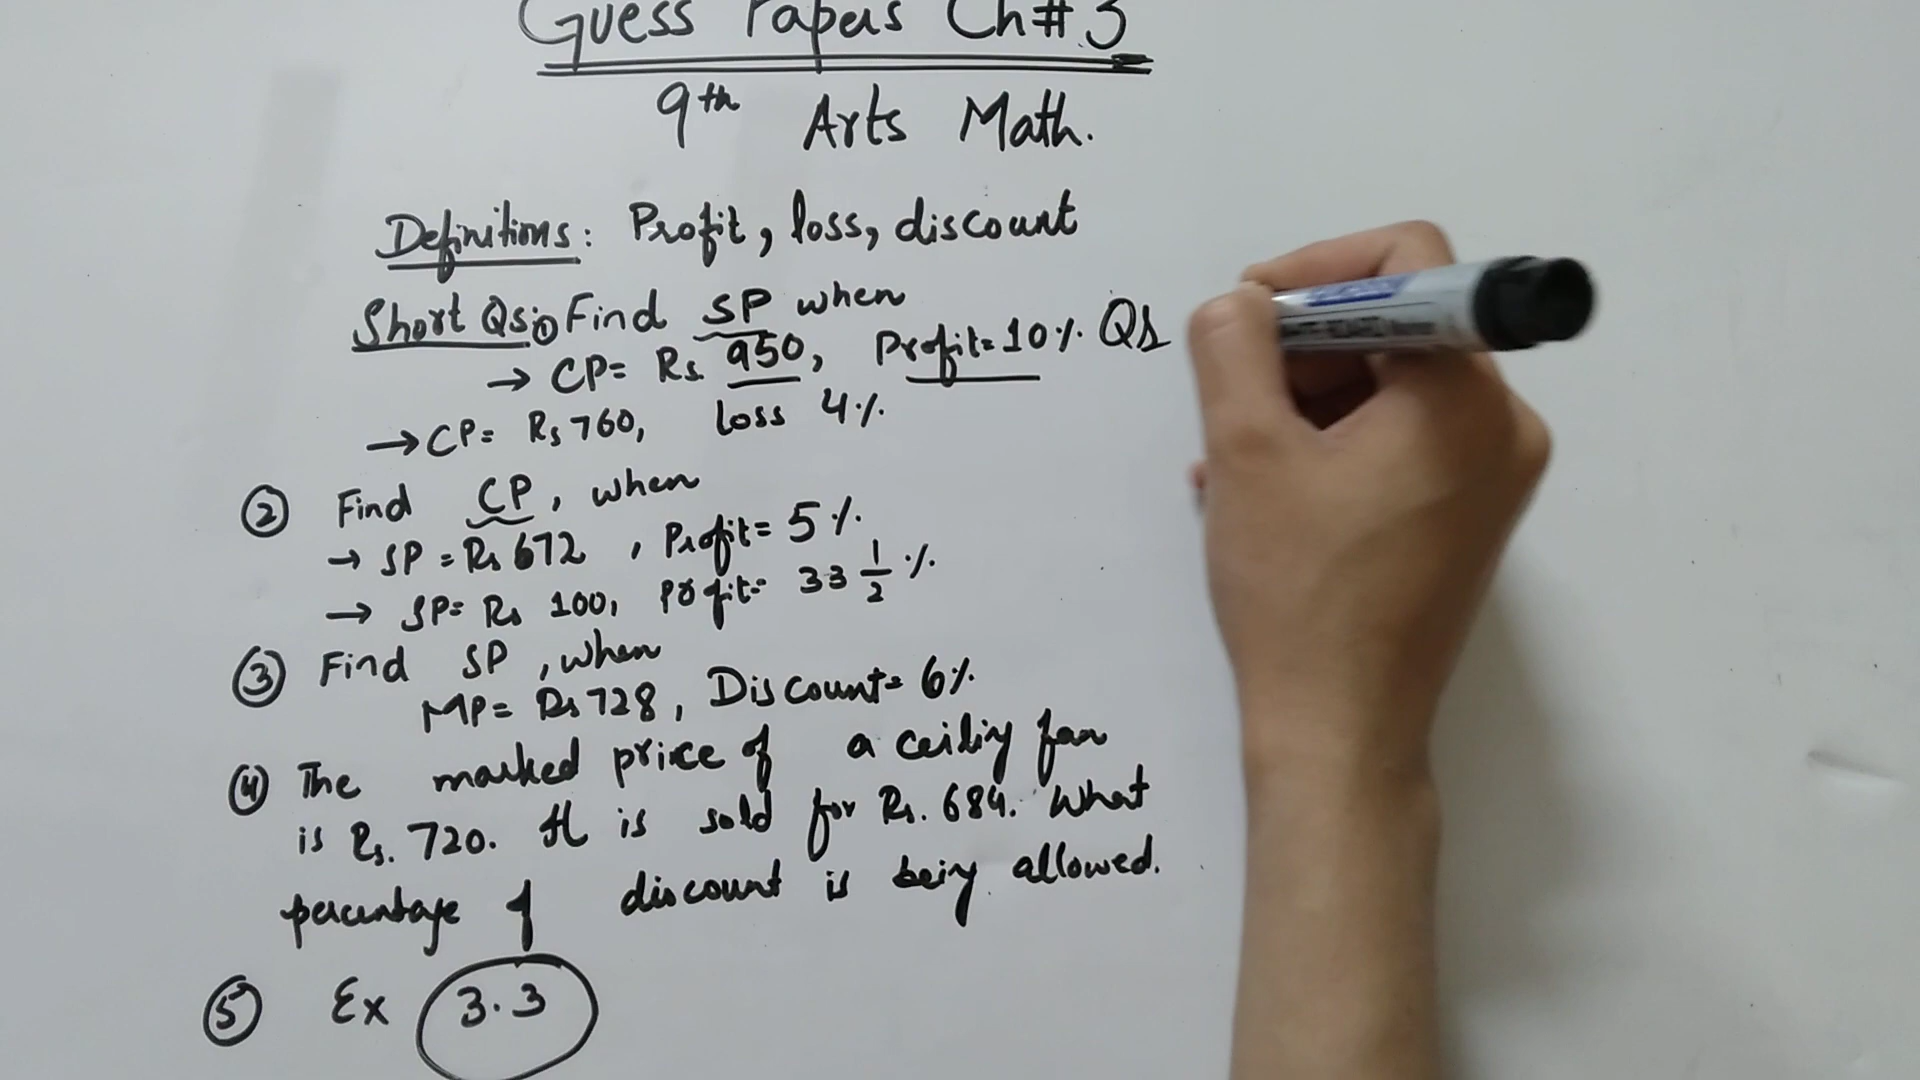 Guess Papers Ch# 3
9th Arts Math.
Definitions: Profit, loss, discount
Short Qs:① Find SP when
→ CP= Rs 950, Profit= 10% Qs
→ CP= Rs 760, loss 4%
② Find CP, when
→ SP = Rs 672, Profit= 5%
→ SP= Rs 100, Profit= 33 1/2 %
③ Find SP, when
MP= Rs 728, Discount= 6%
④ The marked price of a ceiling fan
is Rs. 720. It is sold for Rs. 684. What
percentage of discount is being allowed.
⑤ Ex 3.3